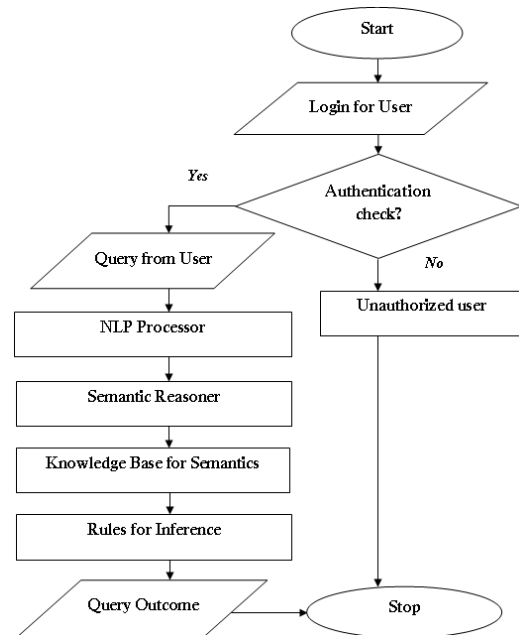 Start
Login for User
Authentication
check?
Yes
No
Query from User
Unauthorized user
NLP Processor
Semantic Reasoner
Knowledge Base for Semantics
Rules for Inference
Query Outcome
Stop